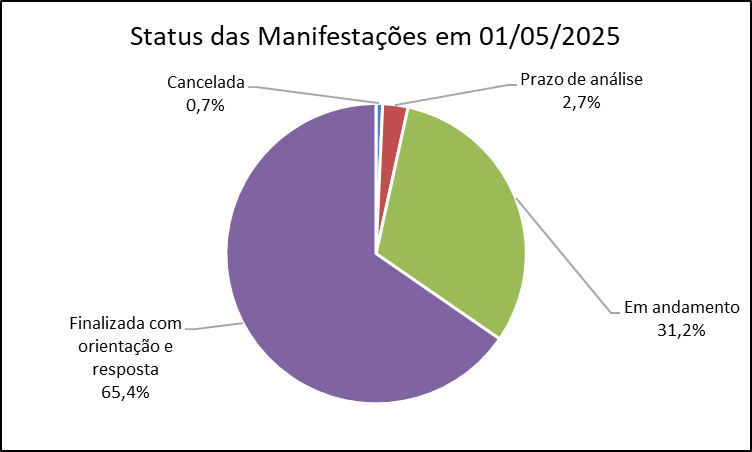 Status das Manifestações em 01/05/2025
Cancelada
0,7%
Prazo de análise
2,7%
Em andamento
31,2%
Finalizada com
orientação e
resposta
65,4%